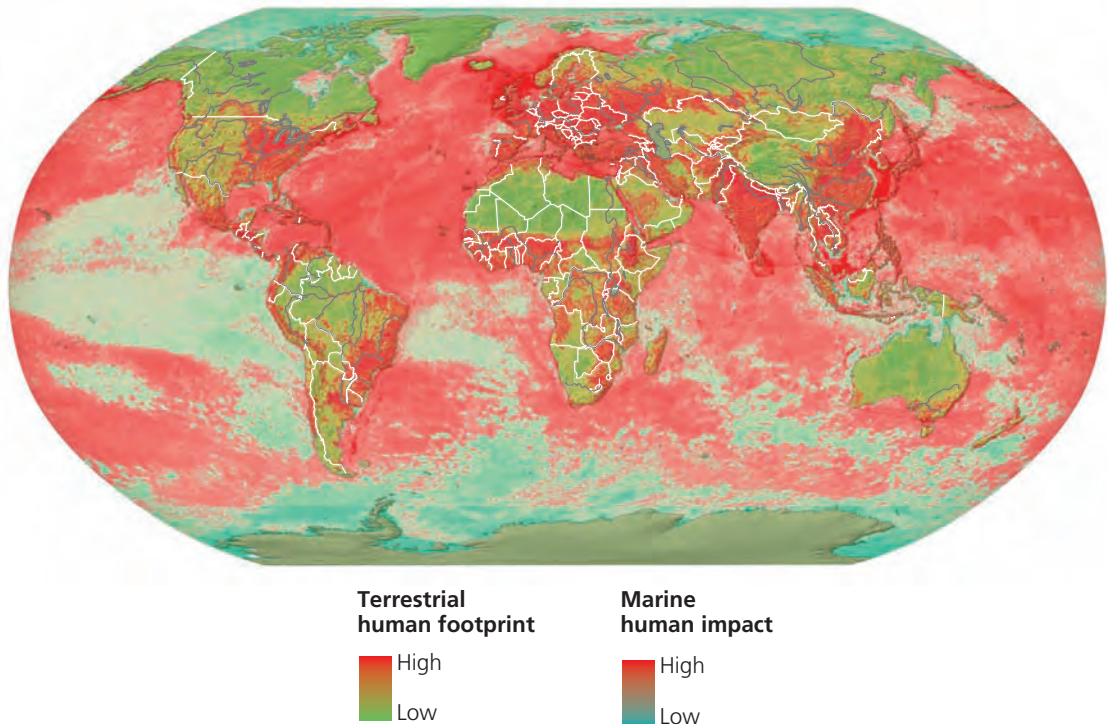 Terrestrial
human footprint
High
Low
Marine
human impact
High
Low